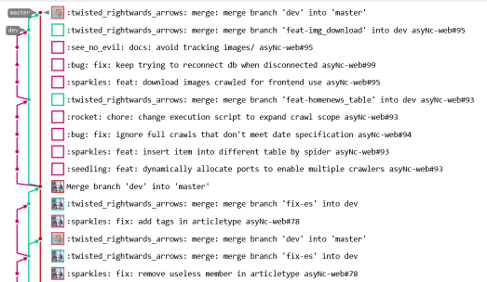 master :twisted_rightwards_arrows: merge: merge branch 'dev' into 'master'
dev :twisted_rightwards_arrows: merge: merge branch 'feat-img_download' into dev asyNc-web#95
:see_no_evil: docs: avoid tracking images/ asyNc-web#95
:bug: fix: keep trying to reconnect db when disconnected asyNc-web#99
:sparkles: feat: download images crawled for frontend use asyNc-web#95
:twisted_rightwards_arrows: merge: merge branch 'feat-homenews_table' into dev asyNc-web#93
:rocket: chore: change execution script to expand crawl scope asyNc-web#93
:bug: fix: ignore full crawls that don't meet date specification asyNc-web#94
:sparkles: feat: insert item into different table by spider asyNc-web#93
:seedling: feat: dynamically allocate ports to enable multiple crawlers asyNc-web#93
Merge branch 'dev' into 'master'
:twisted_rightwards_arrows: merge: merge branch 'fix-es' into dev
:sparkles: fix: add tags in articletype asyNc-web#78
:twisted_rightwards_arrows: merge: merge branch 'dev' into 'master'
:twisted_rightwards_arrows: merge: merge branch 'fix-es' into dev
:sparkles: fix: remove useless member in articletype asyNc-web#78